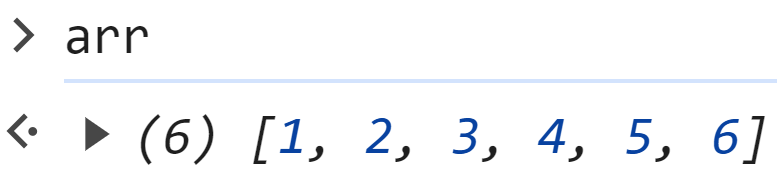 > arr
(6) [1, 2, 3, 4, 5, 6]